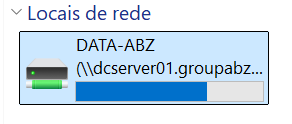 Locais de rede
DATA-ABZ
(\\dcserver01.groupabz...